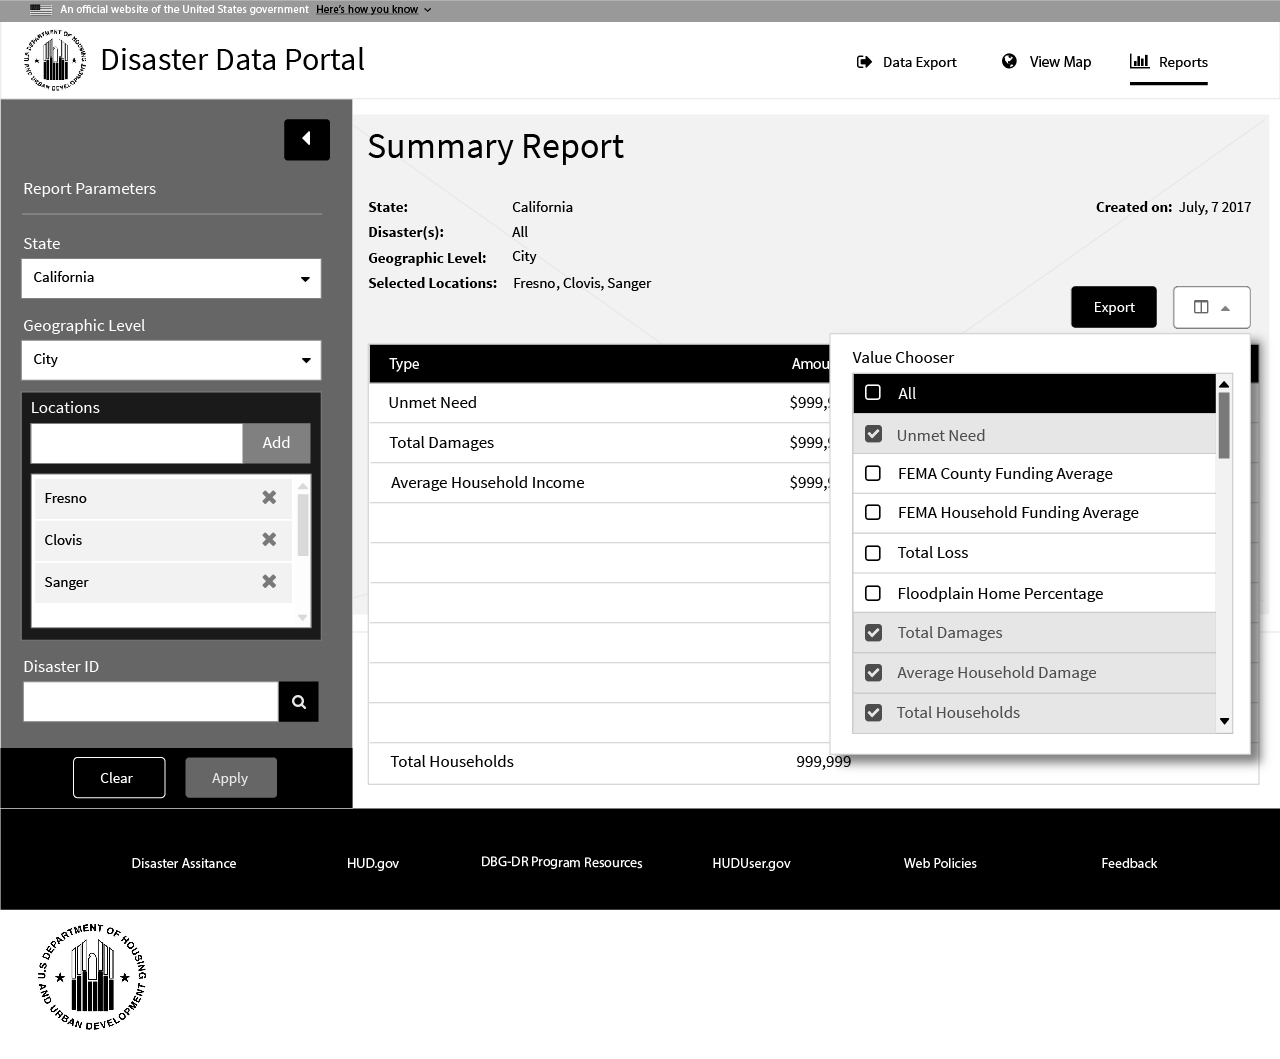 An official website of the United States government Here's how you know
U.S DEPARTMENT OF HOUSING AND URBAN DEVELOPMENT
Disaster Data Portal
Data Export
View Map
Reports
Report Parameters
State
California
Geographic Level
City
Locations
Add
Fresno
Clovis
Sanger
Disaster ID
Clear
Apply
Summary Report
State: California
Created on: July, 7 2017
Disaster(s): All
Geographic Level: City
Selected Locations: Fresno, Clovis, Sanger
Export
Type Amou
Unmet Need $999,
Total Damages $999,
Average Household Income $999,
Total Households 999,999
Value Chooser
All
Unmet Need
FEMA County Funding Average
FEMA Household Funding Average
Total Loss
Floodplain Home Percentage
Total Damages
Average Household Damage
Total Households
Disaster Assitance
HUD.gov
DBG-DR Program Resources
HUDUser.gov
Web Policies
Feedback
U.S DEPARTMENT OF HOUSING AND URBAN DEVELOPMENT